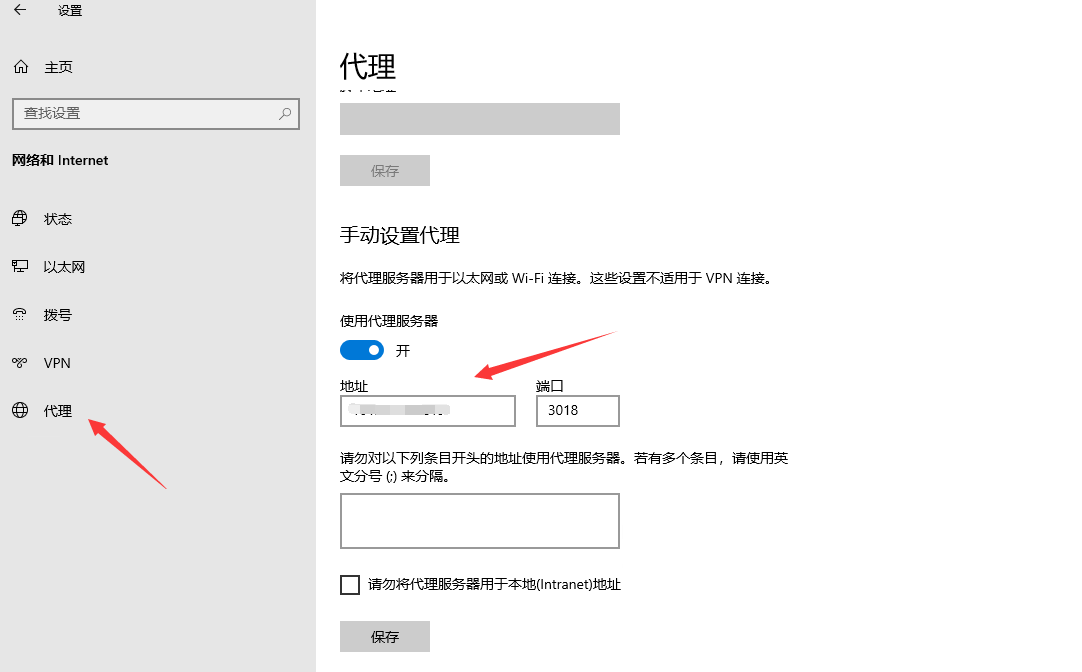 设置
主页
查找设置
网络和 Internet
状态
以太网
拨号
VPN
代理
代理
保存
手动设置代理
将代理服务器用于以太网或 Wi-Fi 连接。这些设置不适用于 VPN 连接。
使用代理服务器
开
地址
端口
3018
请勿对以下列条目开头的地址使用代理服务器。若有多个条目，请使用英
文分号 (;) 来分隔。
请勿将代理服务器用于本地(Intranet)地址
保存